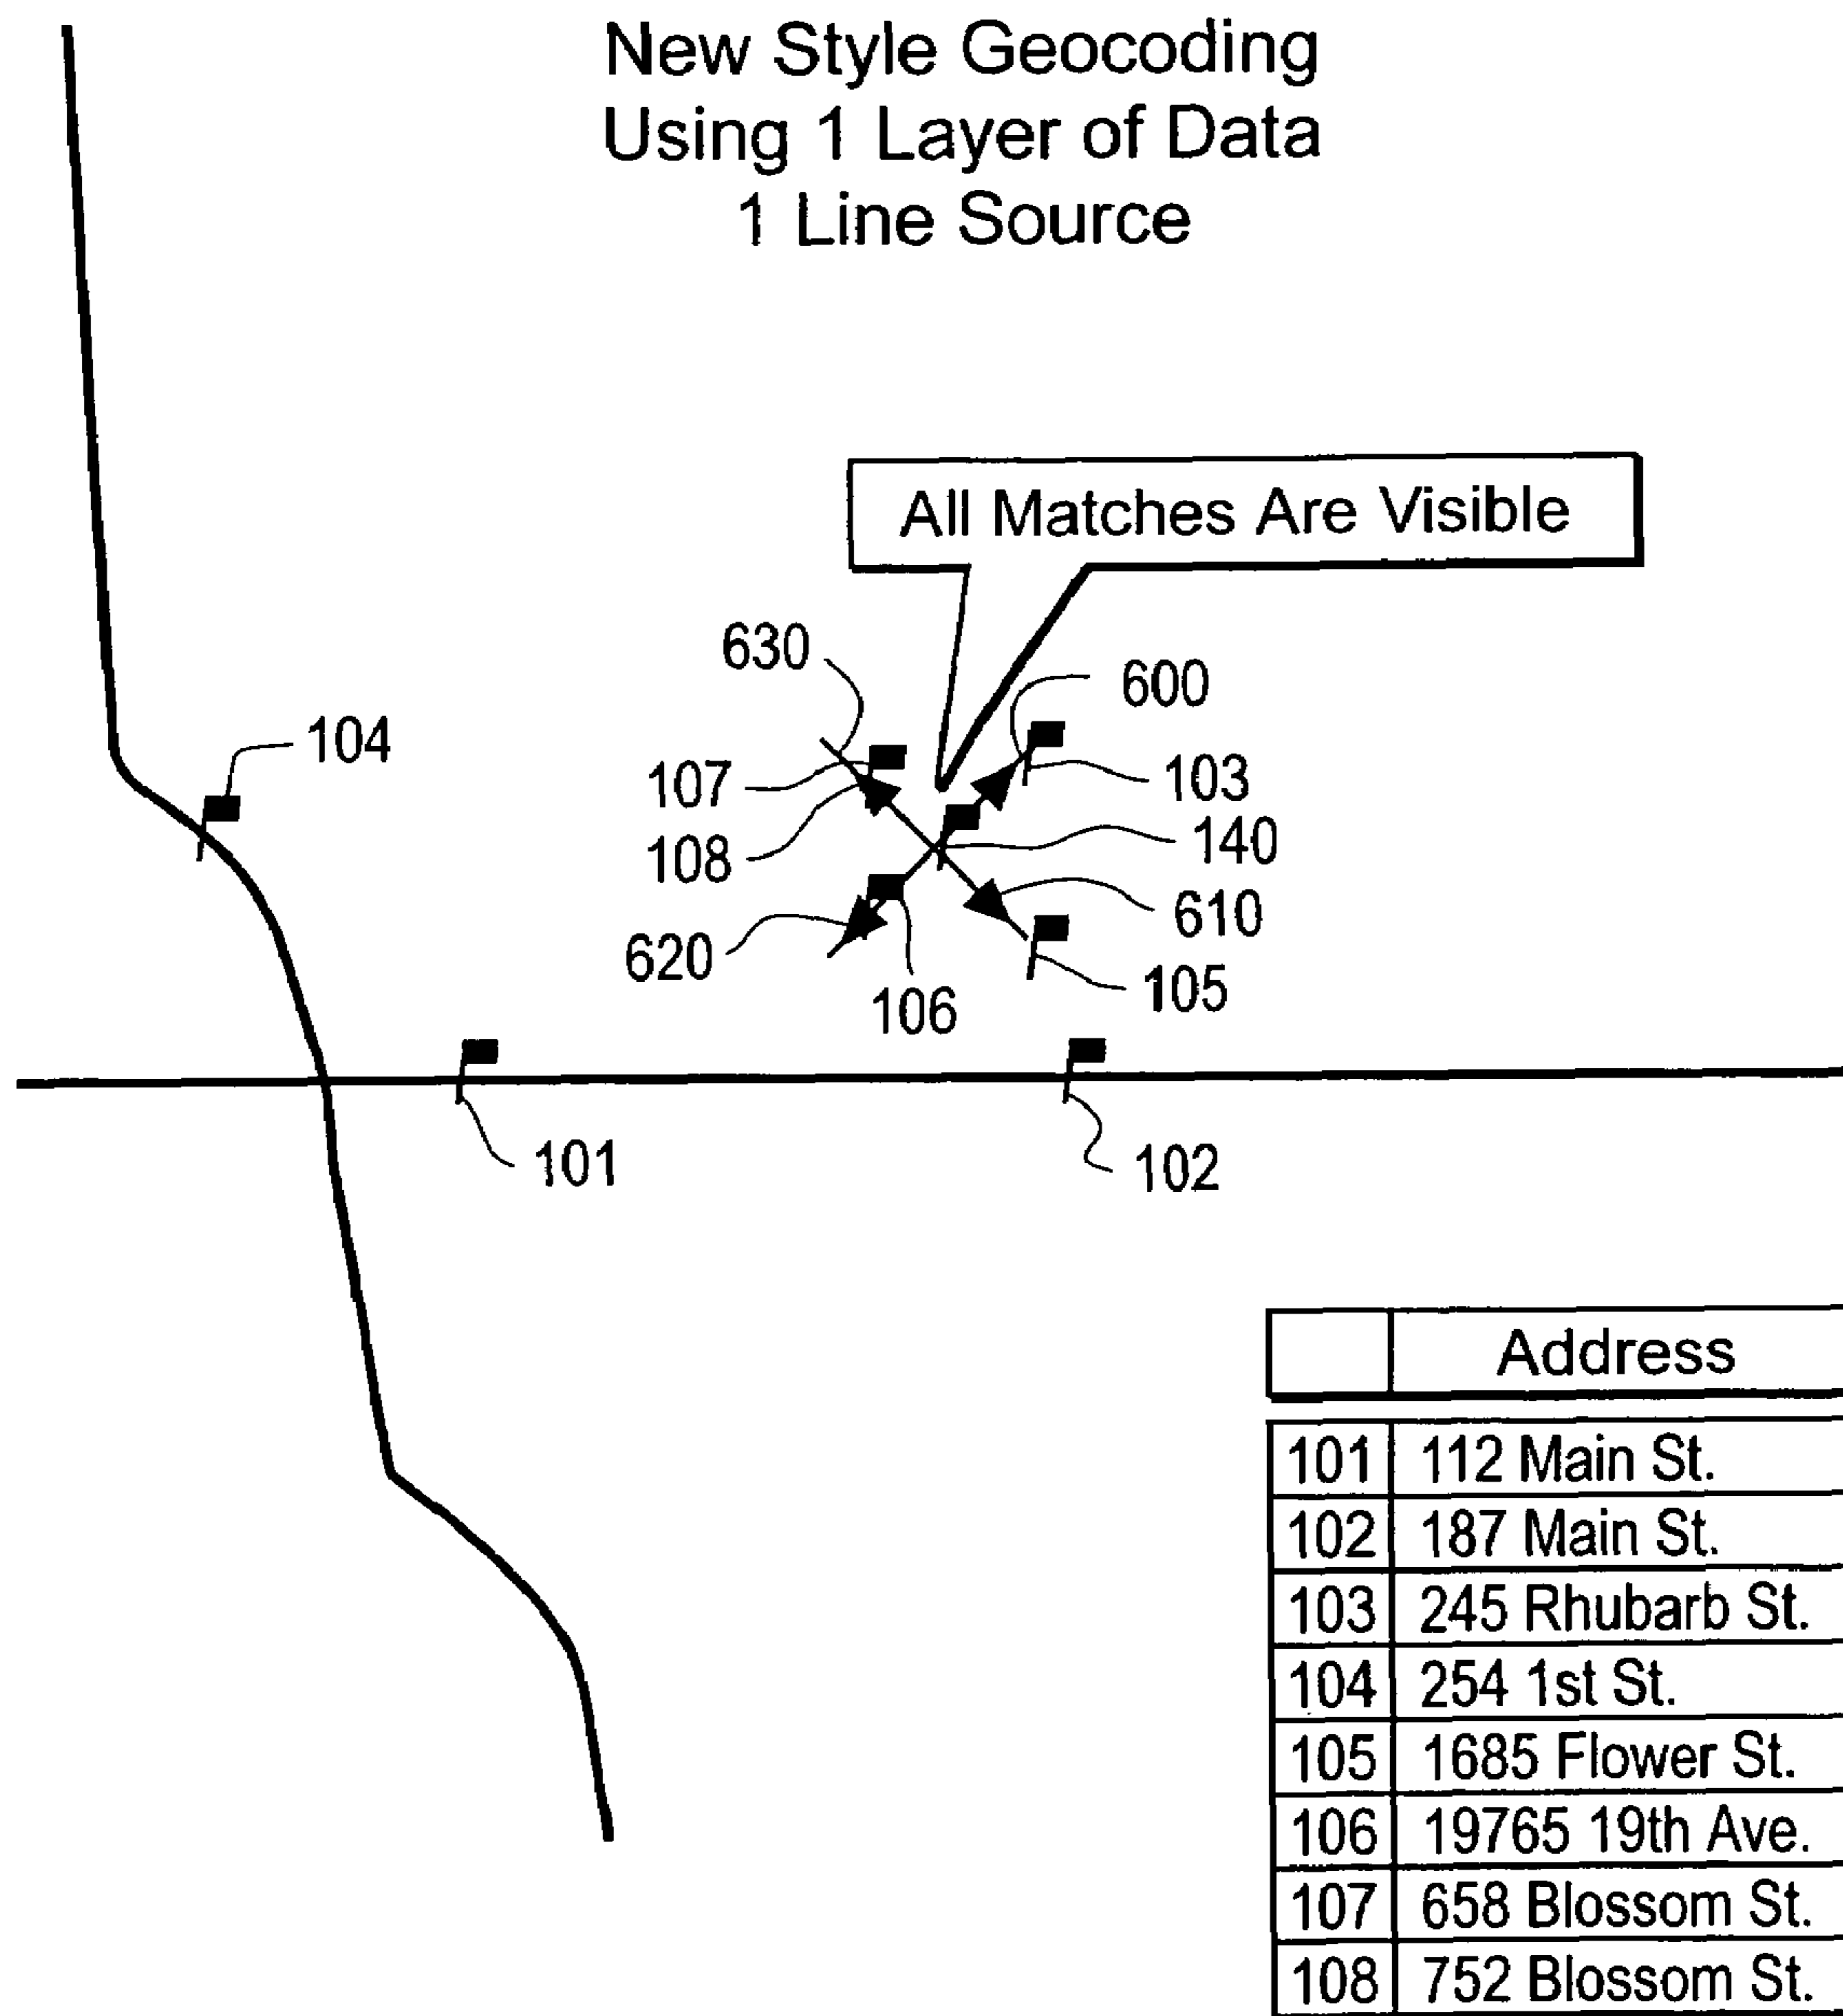 New Style Geocoding
Using 1 Layer of Data
1 Line Source
All Matches Are Visible
630
600
104
107
103
108
140
610
620
105
106
101
102
Address
101 112 Main St.
102 187 Main St.
103 245 Rhubarb St.
104 254 1st St.
105 1685 Flower St.
106 19765 19th Ave.
107 658 Blossom St.
108 752 Blossom St.